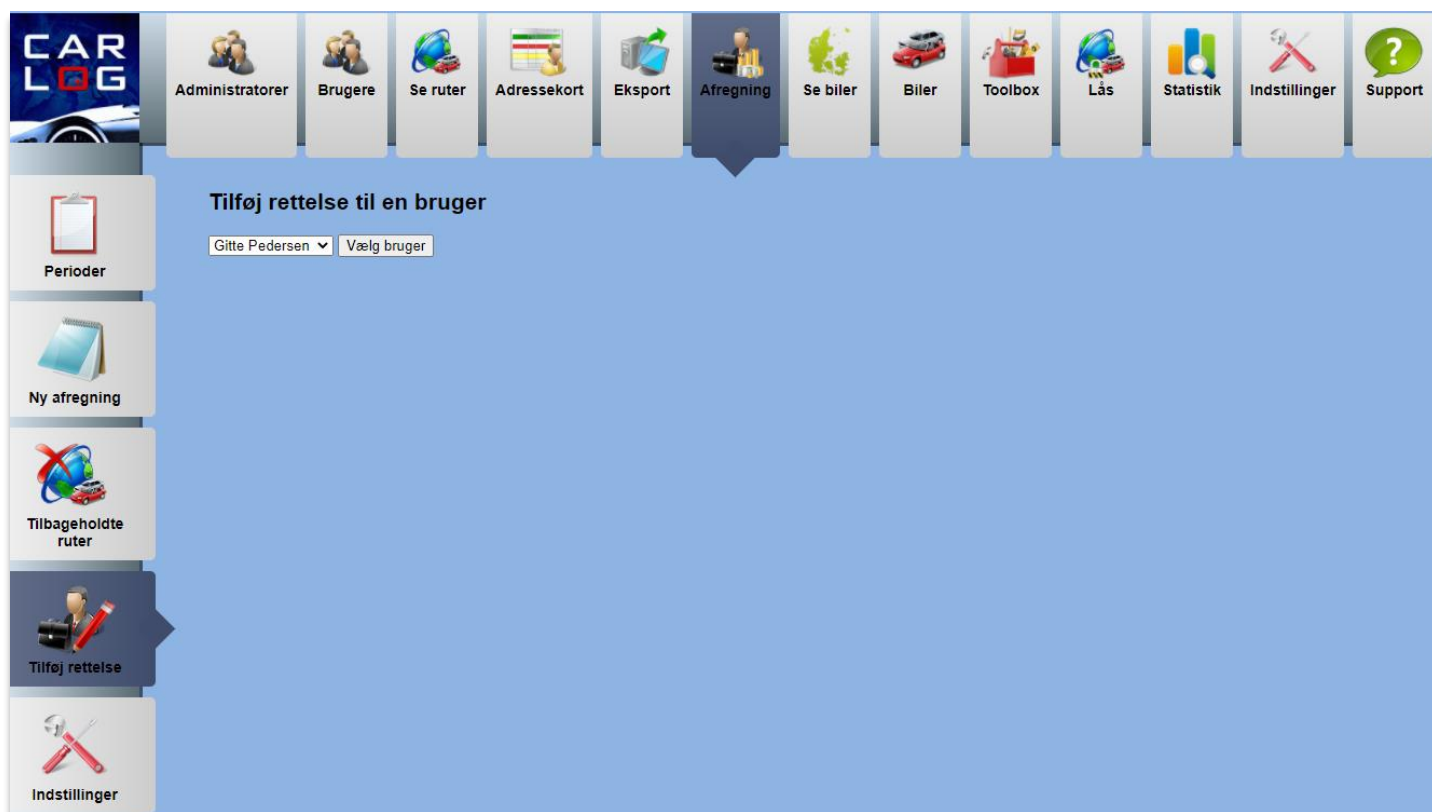 CAR
LOG
Administratorer
Brugere
Se ruter
Adressekort
Eksport
Afregning
Se biler
Biler
Toolbox
Lås
Statistik
Indstillinger
?
Support
Perioder
Ny afregning
Tilbageholdte
ruter
Tilføj rettelse
Indstillinger
Tilføj rettelse til en bruger
Gitte Pedersen
Vælg bruger